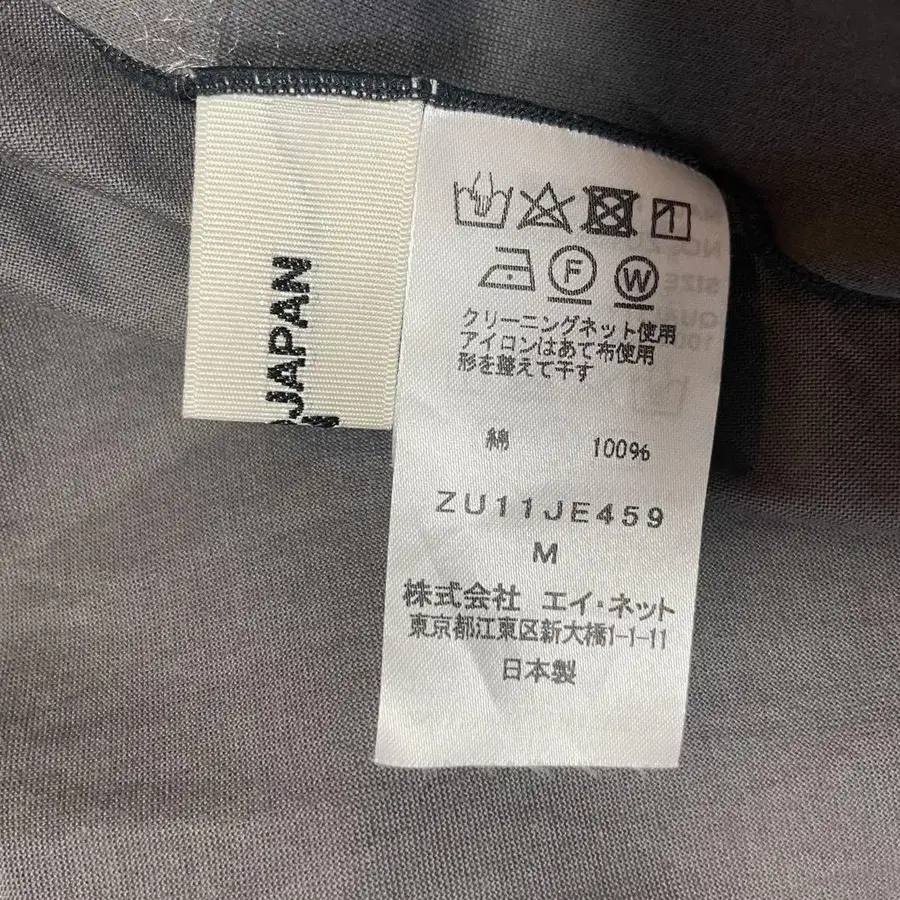 JAPAN
F
W
クリーニングネット使用
アイロンはあて布使用
形を整えて干す
綿 100%
ZU11JE459
M
株式会社 エイ・ネット
東京都江東区新大橋1-1-11
日本製